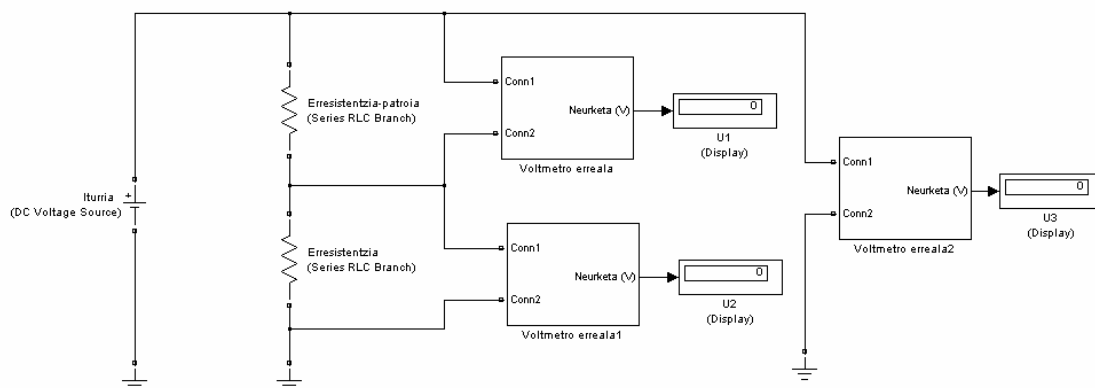 Erresistentzia-patroia
(Series RLC Branch)
Conn1
Conn2
Neurketa (V)
Voltmetro erreala
0
U1
(Display)
Conn1
Conn2
Neurketa (V)
Voltmetro erreala2
0
U3
(Display)
Iturria
(DC Voltage Source)
+
Erresistentzia
(Series RLC Branch)
Conn1
Conn2
Neurketa (V)
Voltmetro erreala1
0
U2
(Display)